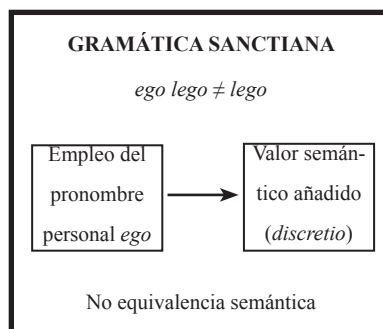 GRAMÁTICA SANCTIANA
ego lego ≠ lego
Empleo del
pronombre
personal ego
Valor semán-
tico añadido
(discretio)
No equivalencia semántica